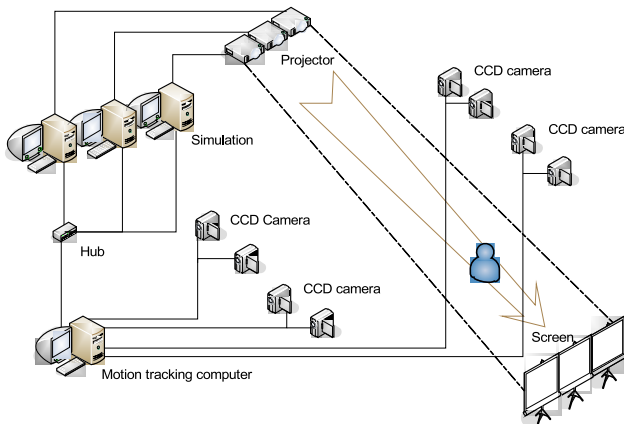 Projector
CCD camera
CCD camera
Simulation
CCD Camera
Hub
CCD camera
Screen
Motion tracking computer